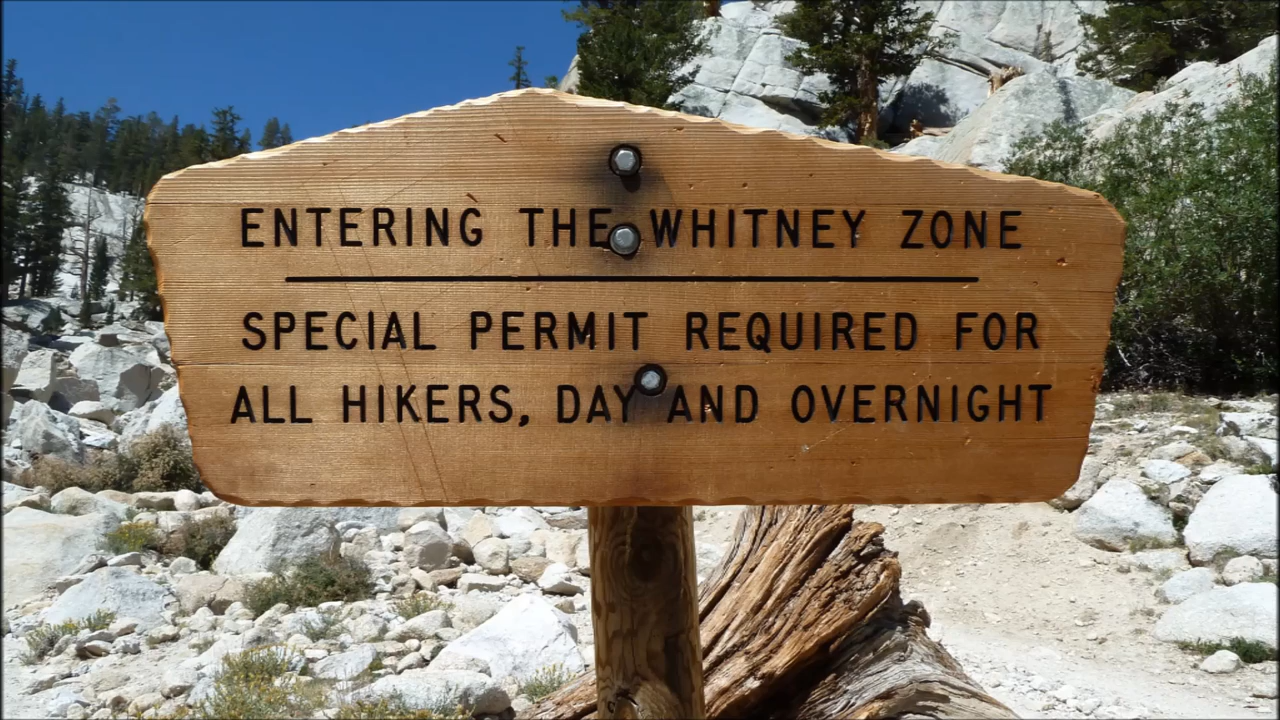 ENTERING THE WHITNEY ZONE
SPECIAL PERMIT REQUIRED FOR
ALL HIKERS, DAY AND OVERNIGHT